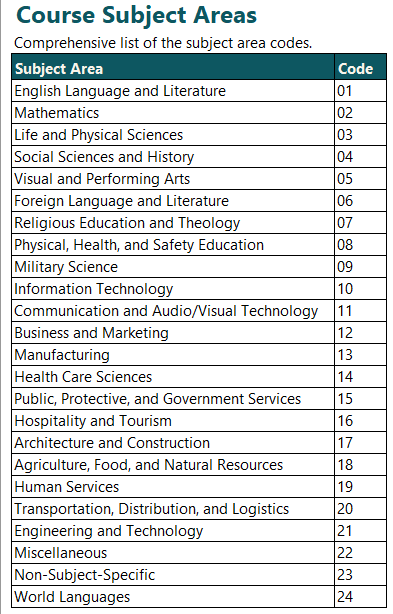 Course Subject Areas
Comprehensive list of the subject area codes.
Subject Area Code
English Language and Literature 01
Mathematics 02
Life and Physical Sciences 03
Social Sciences and History 04
Visual and Performing Arts 05
Foreign Language and Literature 06
Religious Education and Theology 07
Physical, Health, and Safety Education 08
Military Science 09
Information Technology 10
Communication and Audio/Visual Technology 11
Business and Marketing 12
Manufacturing 13
Health Care Sciences 14
Public, Protective, and Government Services 15
Hospitality and Tourism 16
Architecture and Construction 17
Agriculture, Food, and Natural Resources 18
Human Services 19
Transportation, Distribution, and Logistics 20
Engineering and Technology 21
Miscellaneous 22
Non-Subject-Specific 23
World Languages 24